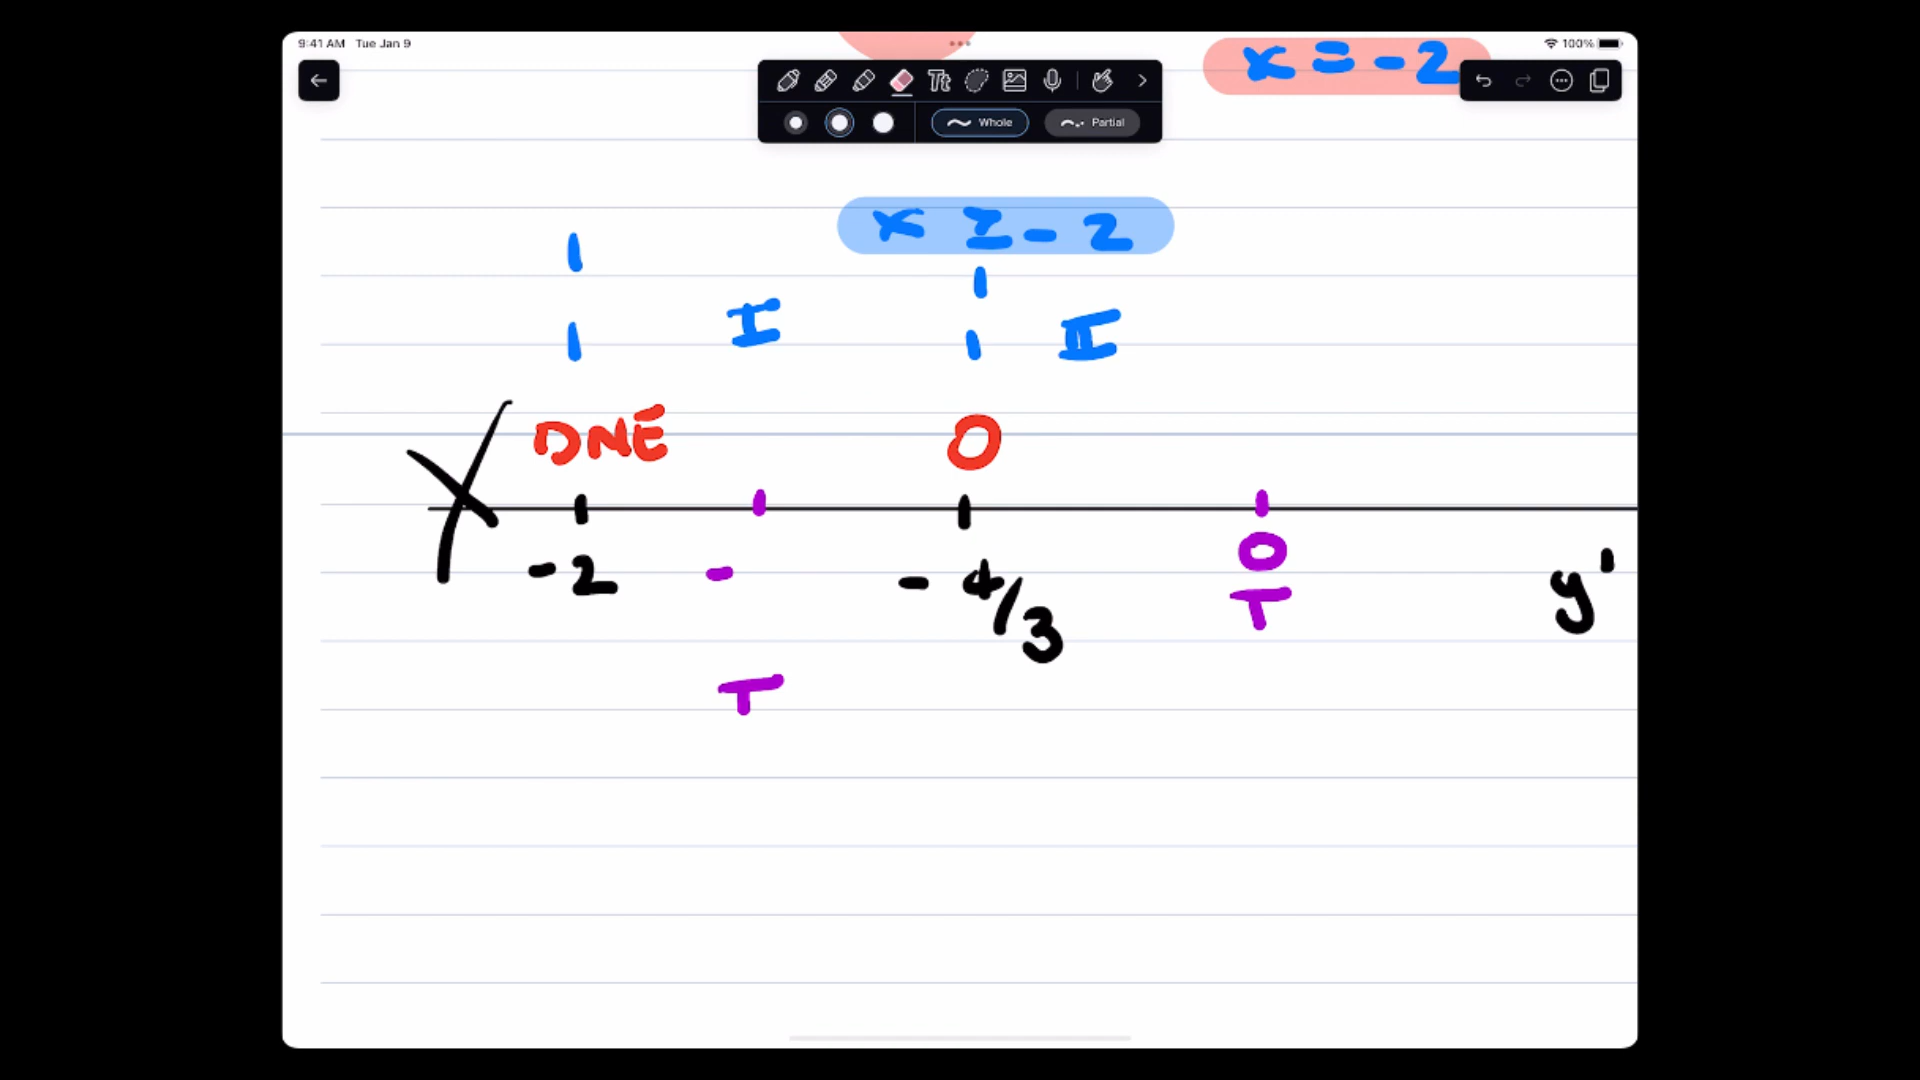 9:41 AM Tue Jan 9
100%
x = -2
Whole
Partial
x ≥ -2
I
II
DNE
0
-2
-
-4/3
0
T
y'
T